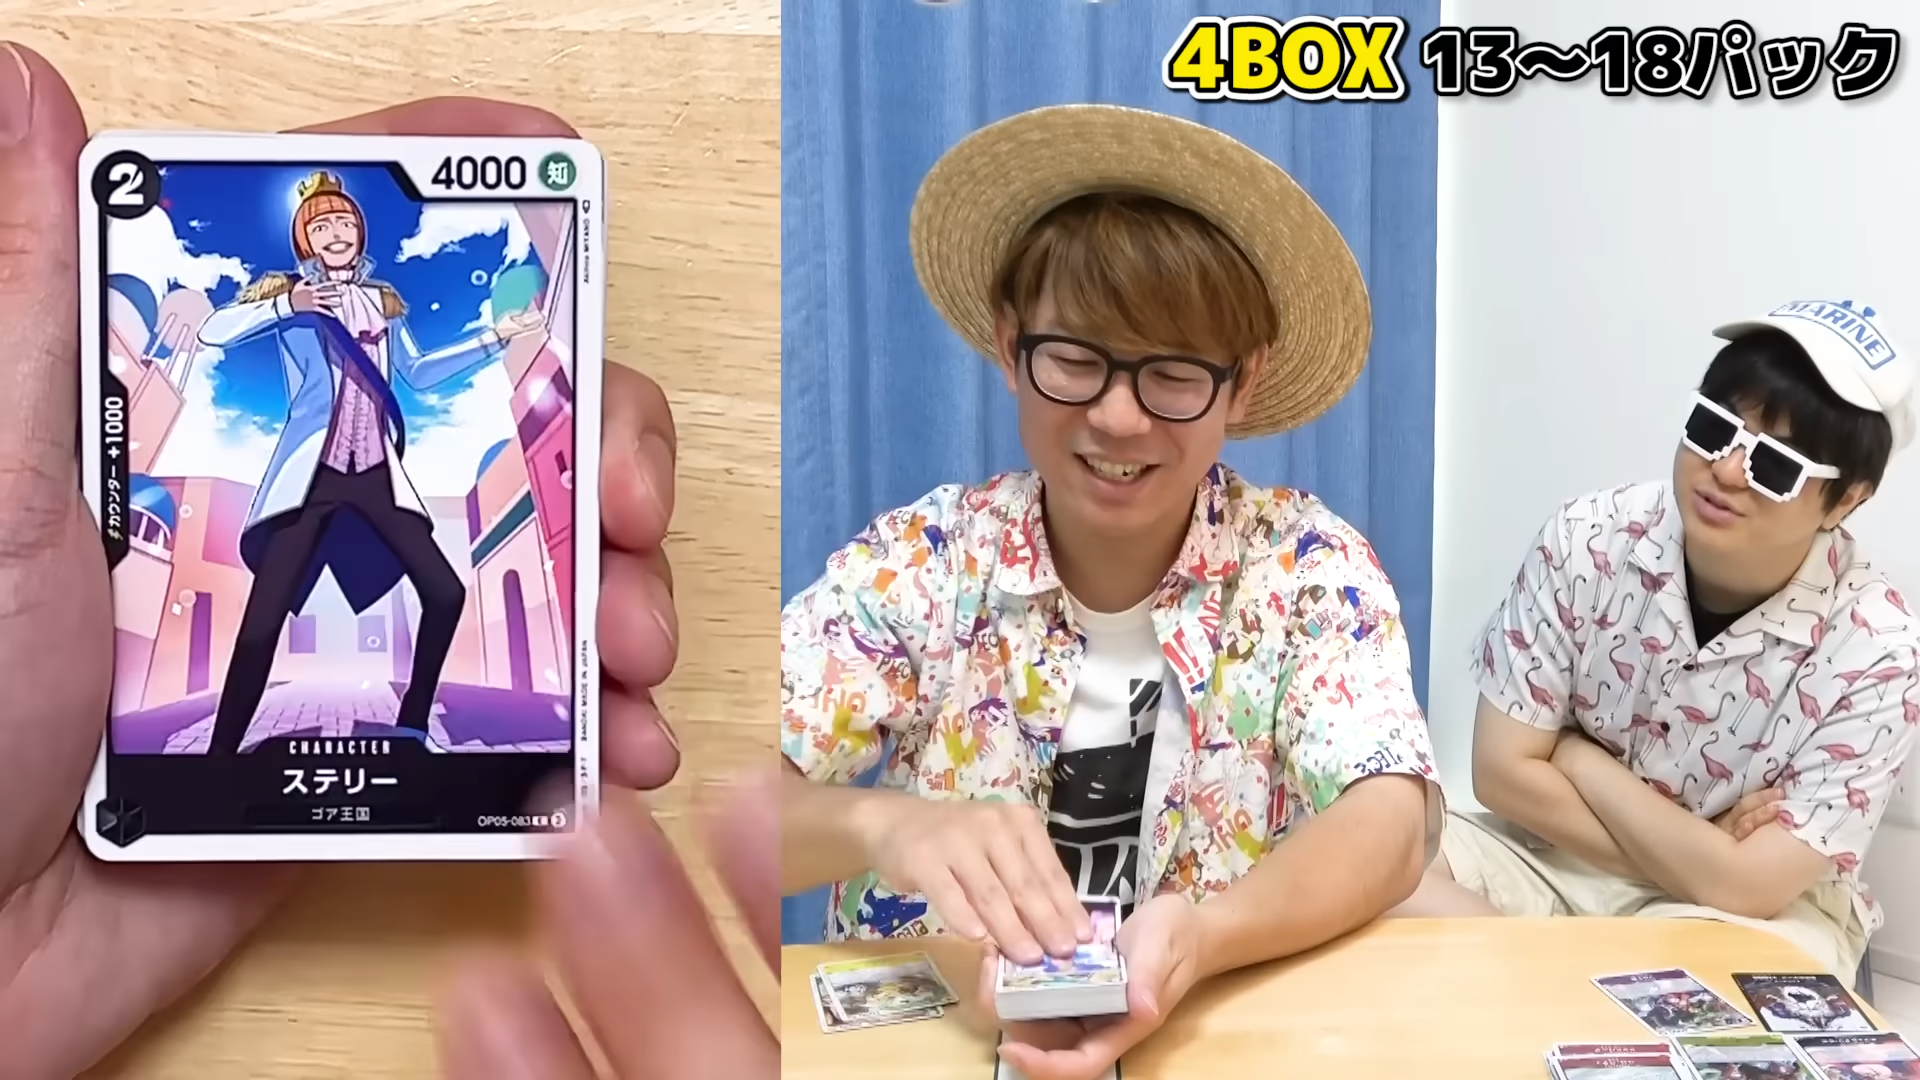 4BOX 13～18パック
2
4000 知
カウンター +1000
CHARACTER
ステリー
ゴア王国
OP05-083 C
MARINE